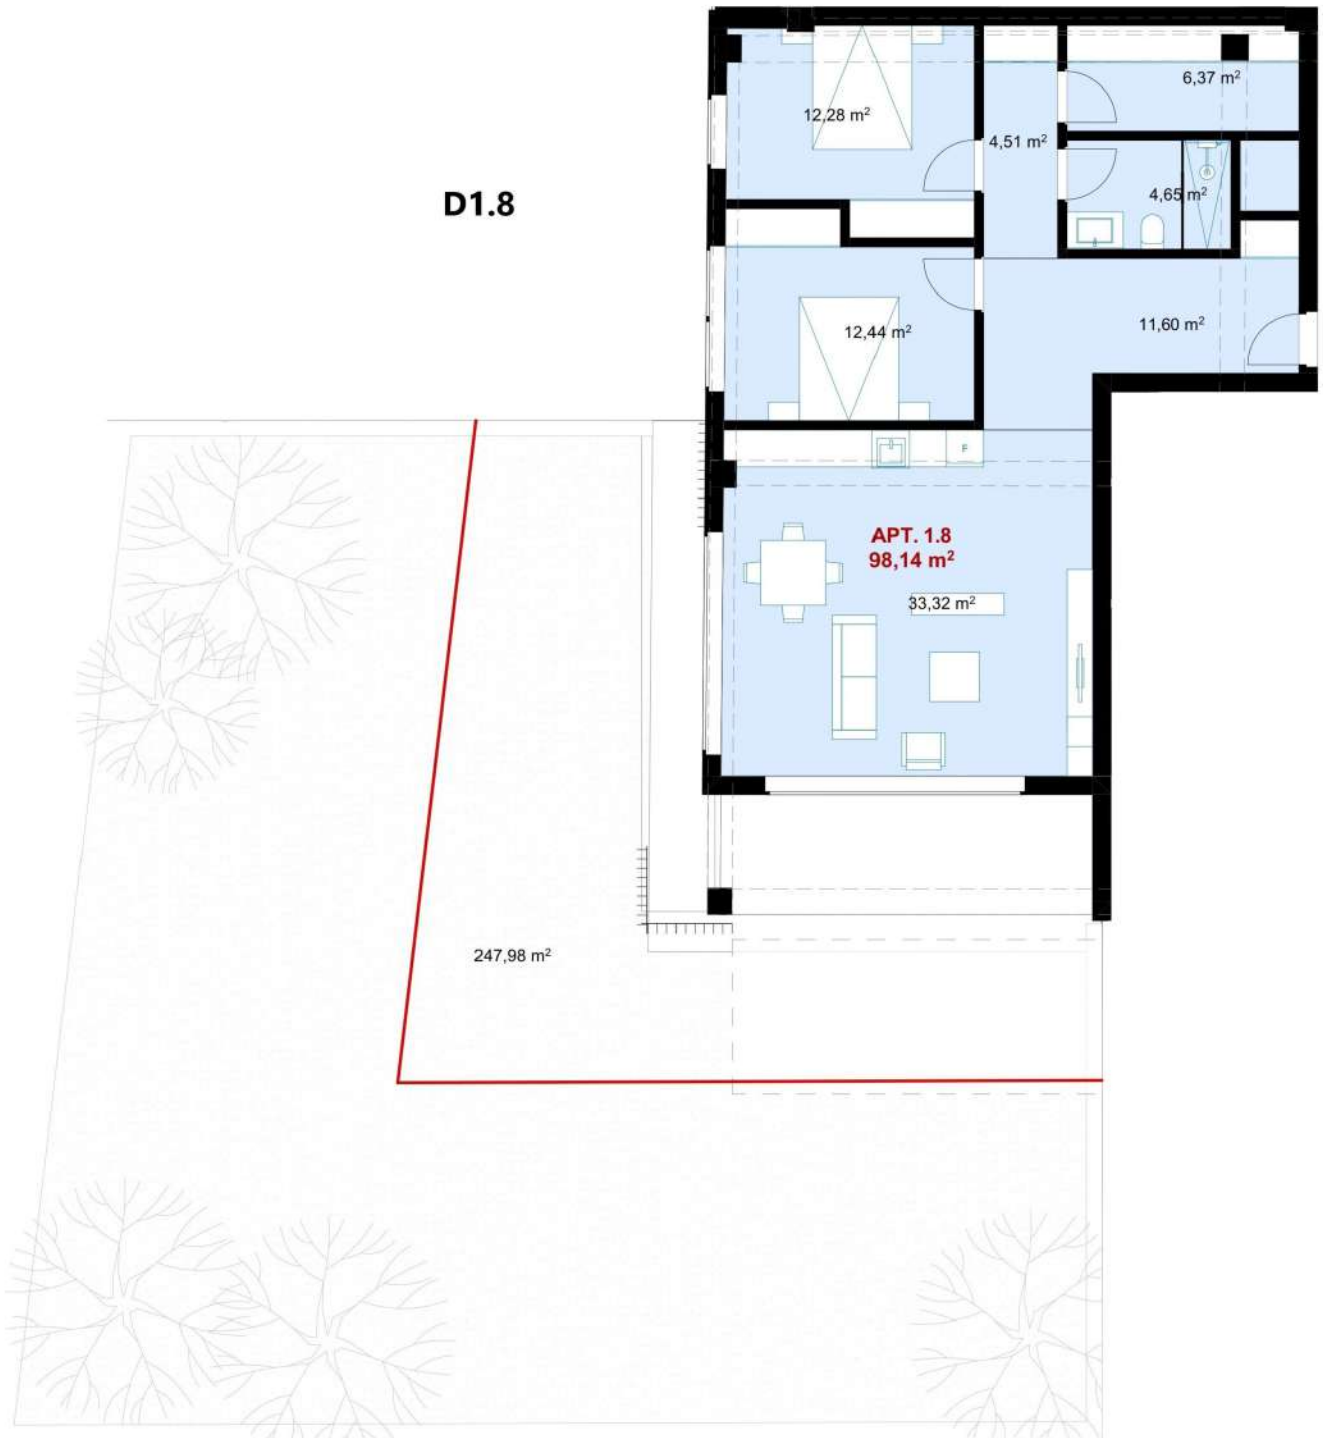 6,37 m²
12,28 m²
4,51 m²
4,65 m²
D1.8
11,60 m²
12,44 m²
F
APT. 1.8
98,14 m²
33,32 m²
247,98 m²